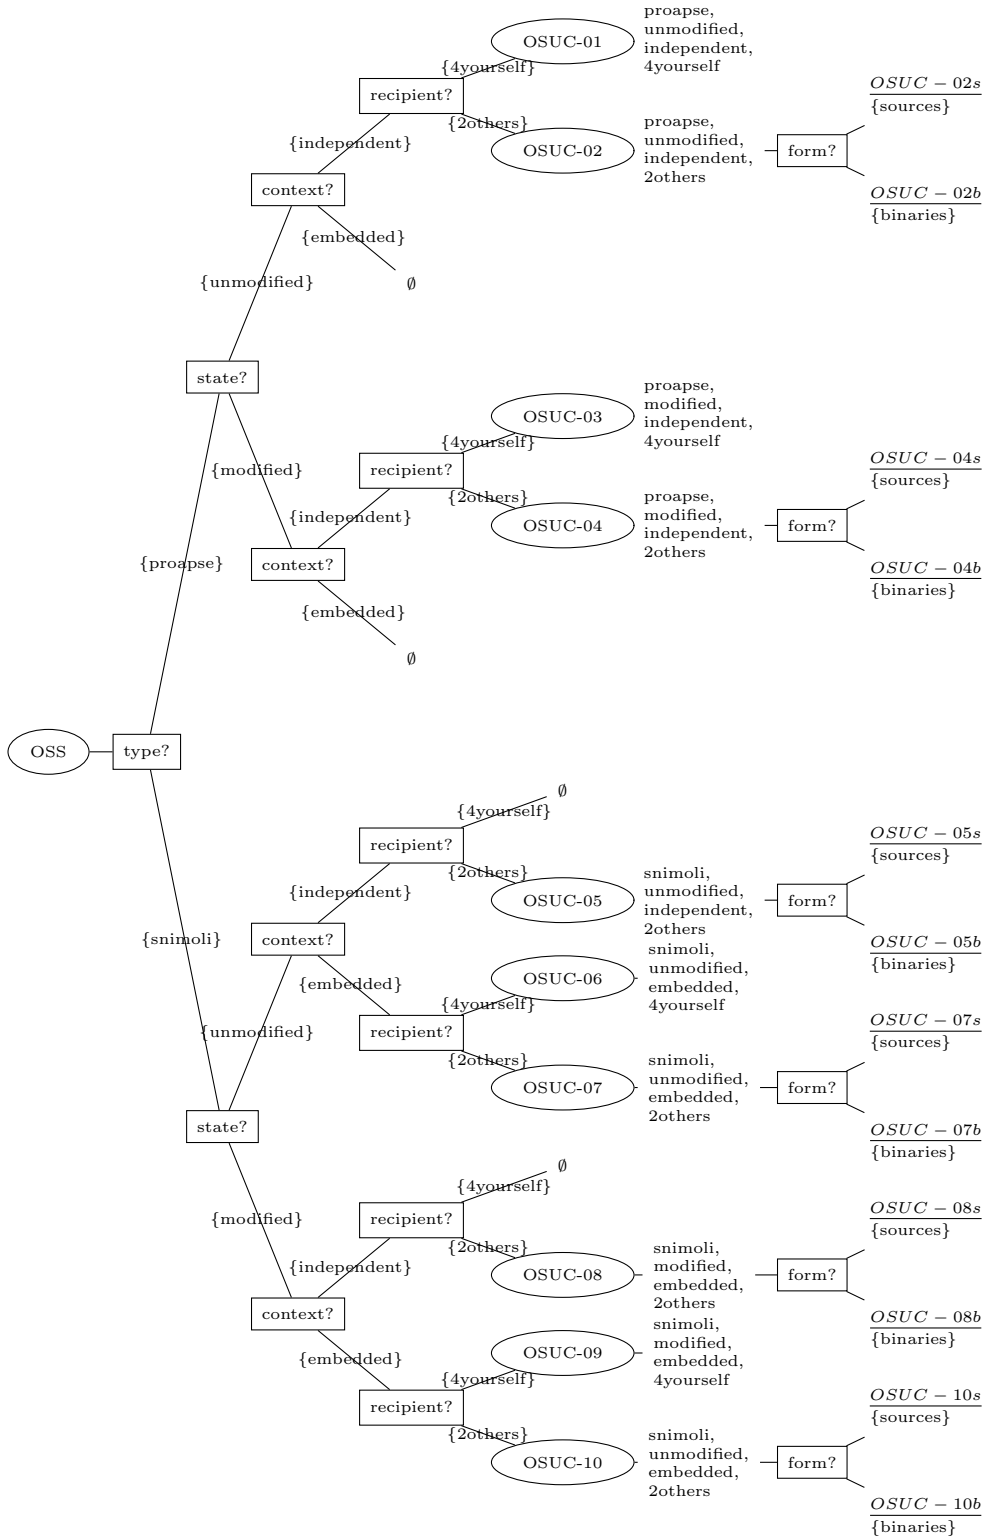 proapse,
unmodified,
independent,
4yourself
OSUC-01
{4yourself}
recipient?
{2others}
OSUC-02
proapse,
unmodified,
independent,
2others
form?
OSUC − 02s
{sources}
OSUC − 02b
{binaries}
{independent}
context?
{embedded}
∅
{unmodified}
state?
proapse,
modified,
independent,
4yourself
OSUC-03
{4yourself}
recipient?
{2others}
OSUC-04
proapse,
modified,
independent,
2others
form?
OSUC − 04s
{sources}
OSUC − 04b
{binaries}
{modified}
{independent}
context?
{embedded}
∅
{proapse}
OSS
type?
{snimoli}
∅
{4yourself}
recipient?
{2others}
OSUC-05
snimoli,
unmodified,
independent,
2others
form?
OSUC − 05s
{sources}
OSUC − 05b
{binaries}
{independent}
context?
{embedded}
{unmodified}
OSUC-06
snimoli,
unmodified,
embedded,
4yourself
{4yourself}
recipient?
{2others}
OSUC-07
snimoli,
unmodified,
embedded,
2others
form?
OSUC − 07s
{sources}
OSUC − 07b
{binaries}
state?
{modified}
∅
{4yourself}
recipient?
{2others}
OSUC-08
snimoli,
modified,
embedded,
2others
form?
OSUC − 08s
{sources}
OSUC − 08b
{binaries}
{independent}
context?
{embedded}
OSUC-09
snimoli,
modified,
embedded,
4yourself
{4yourself}
recipient?
{2others}
OSUC-10
snimoli,
unmodified,
embedded,
2others
form?
OSUC − 10s
{sources}
OSUC − 10b
{binaries}